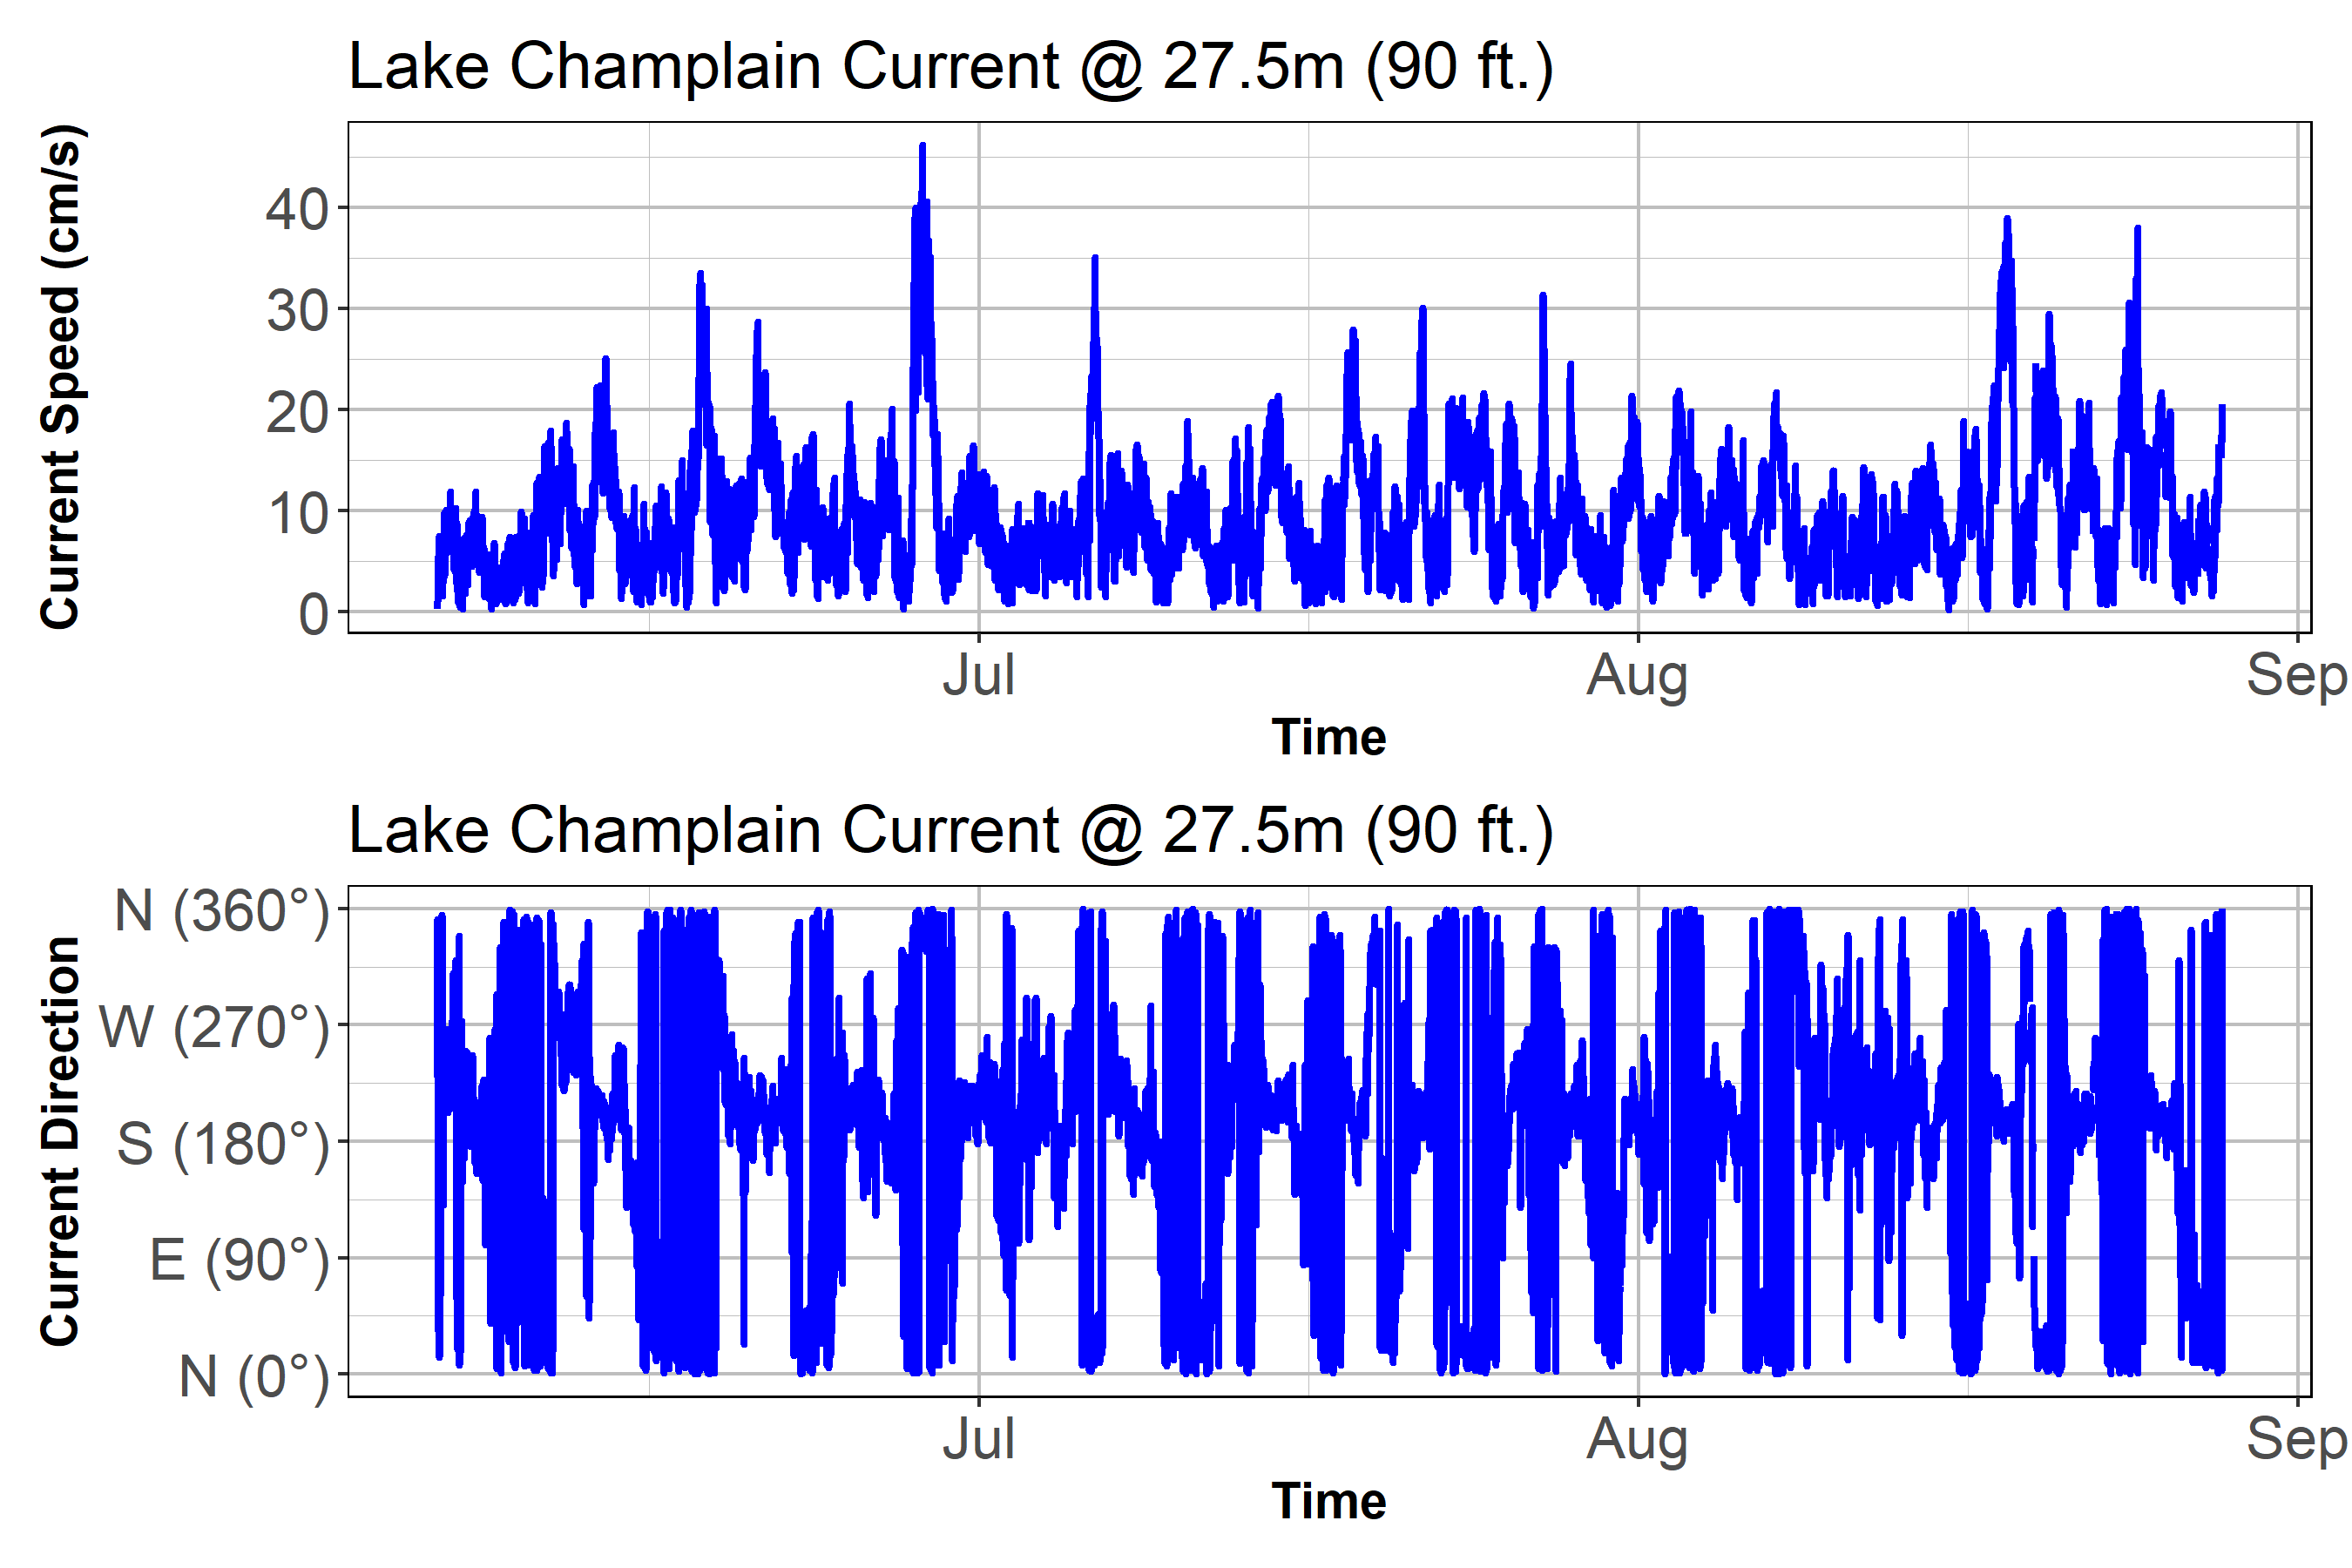 Lake Champlain Current @ 27.5m (90 ft.)
Current Speed (cm/s)
40
30
20
10
0
Jul Aug Sep
Time
Lake Champlain Current @ 27.5m (90 ft.)
Current Direction
N (360°)
W (270°)
S (180°)
E (90°)
N (0°)
Jul Aug Sep
Time